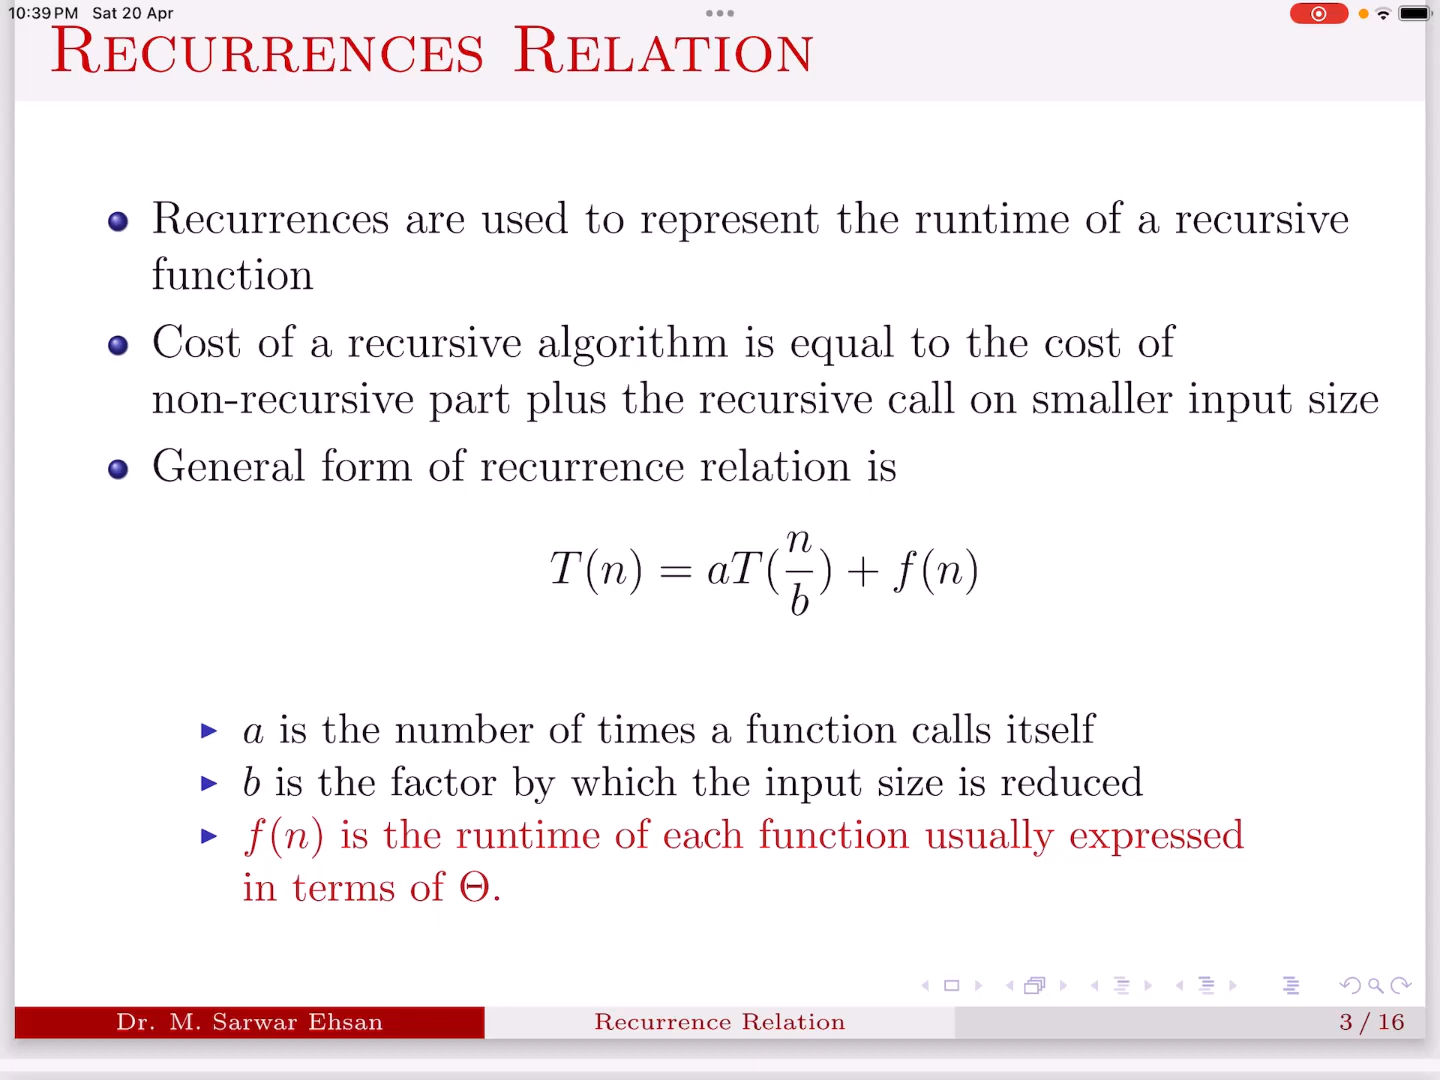 10:39 PM Sat 20 Apr
RECURRENCES RELATION
Recurrences are used to represent the runtime of a recursive
function
Cost of a recursive algorithm is equal to the cost of
non-recursive part plus the recursive call on smaller input size
General form of recurrence relation is
T(n) = aT(n/b) + f(n)
a is the number of times a function calls itself
b is the factor by which the input size is reduced
f(n) is the runtime of each function usually expressed
in terms of Θ.
Dr. M. Sarwar Ehsan Recurrence Relation 3 / 16